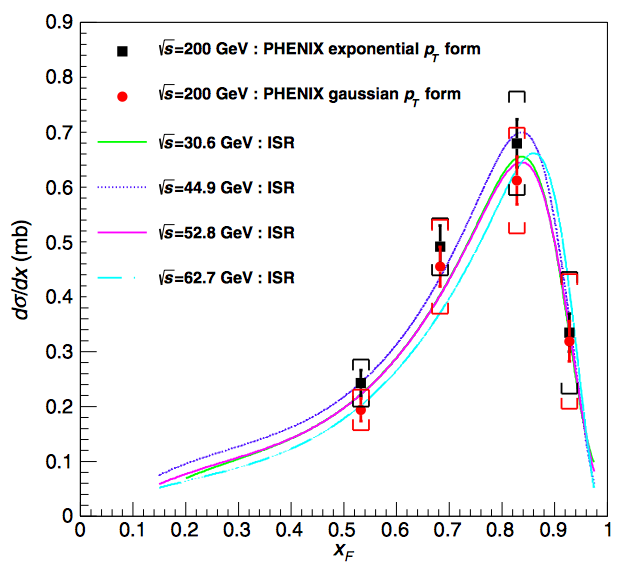 0.9
0.8
0.7
0.6
0.5
0.4
0.3
0.2
0.1
0
dσ/dx (mb)
√s=200 GeV : PHENIX exponential p_T form
√s=200 GeV : PHENIX gaussian p_T form
√s=30.6 GeV : ISR
√s=44.9 GeV : ISR
√s=52.8 GeV : ISR
√s=62.7 GeV : ISR
0 0.1 0.2 0.3 0.4 0.5 0.6 0.7 0.8 0.9 1
x_F